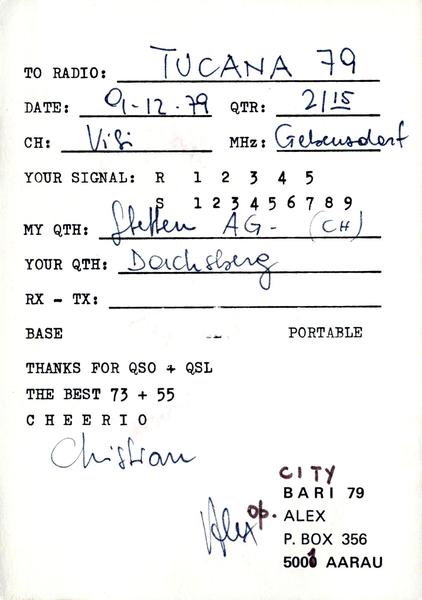 TO RADIO: TUCANA 79
DATE: 01-12-79 QTR: 2115
CH: Visi MHz: Gebensdorf
YOUR SIGNAL: R 1 2 3 4 5
S 1 2 3 4 5 6 7 8 9
MY QTH: Stetten AG- (CH)
YOUR QTH: Dachsberg
RX - TX:
BASE -- PORTABLE
THANKS FOR QSO + QSL
THE BEST 73 + 55
C H E E R I O
Christian
CITY
BARI 79
Alex op. ALEX
P. BOX 356
5001 AARAU